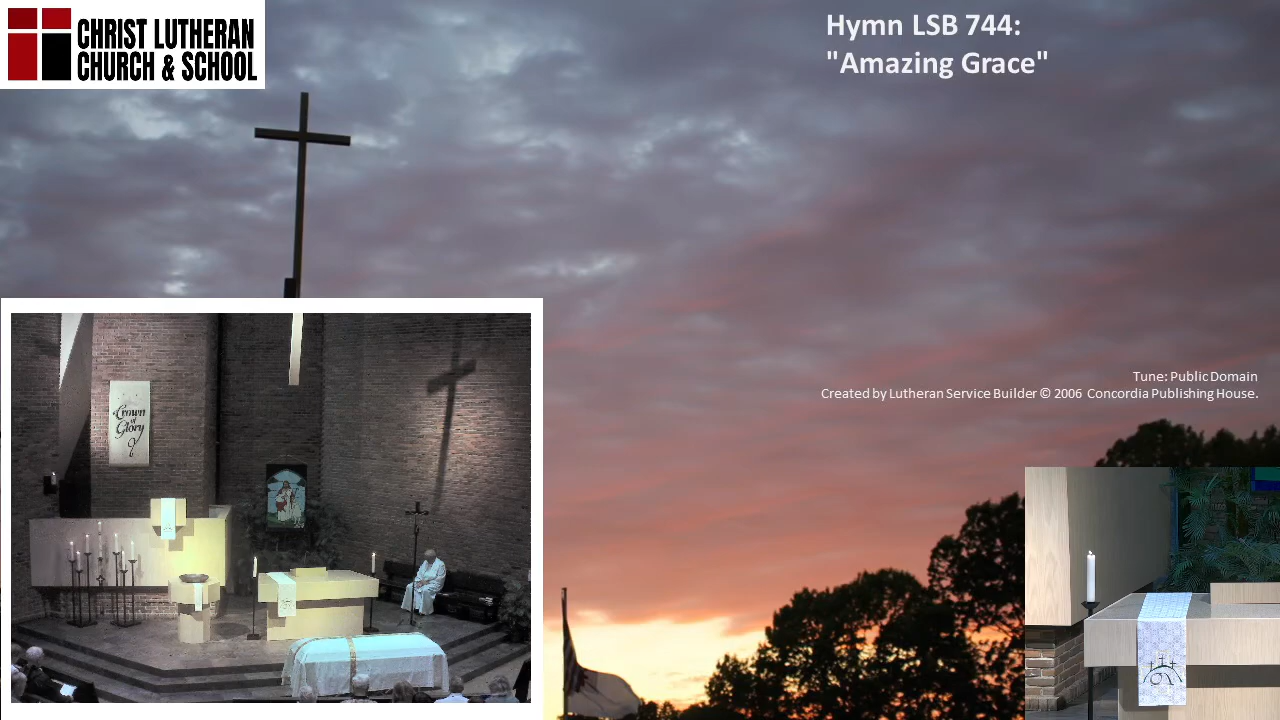 CHRIST LUTHERAN
CHURCH & SCHOOL
Hymn LSB 744:
"Amazing Grace"
Tune: Public Domain
Created by Lutheran Service Builder © 2006 Concordia Publishing House.
Crown
of
Glory